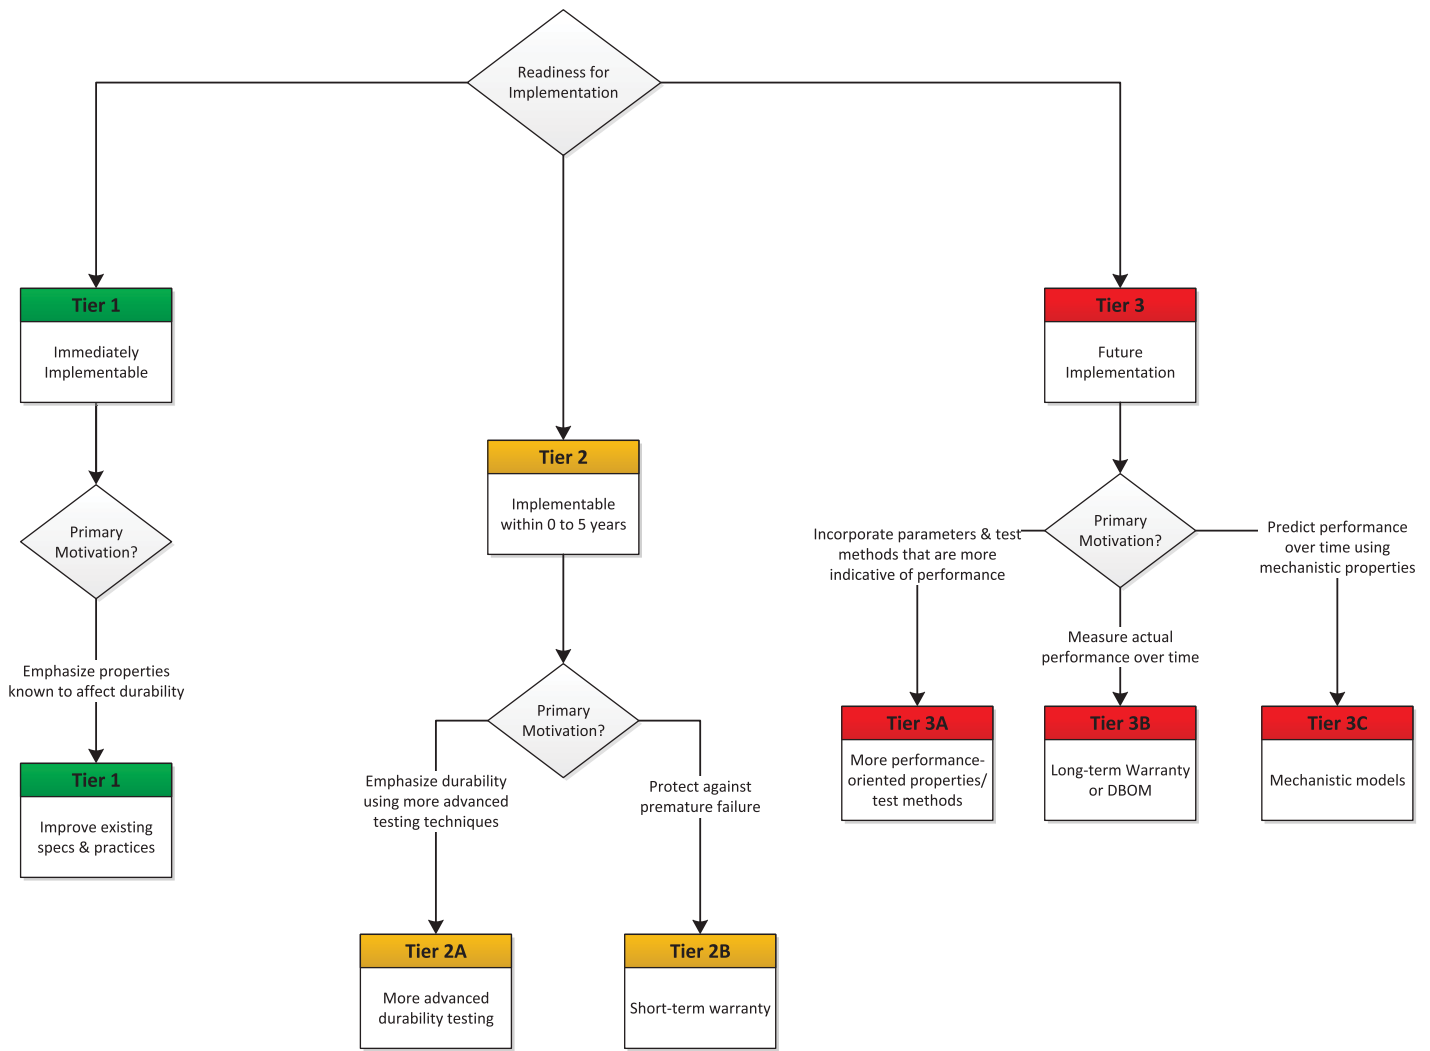 Readiness for
Implementation
Tier 1
Immediately
Implementable
Primary
Motivation?
Emphasize properties
known to affect durability
Tier 1
Improve existing
specs & practices
Tier 2
Implementable
within 0 to 5 years
Primary
Motivation?
Emphasize durability
using more advanced
testing techniques
Protect against
premature failure
Tier 2A
More advanced
durability testing
Tier 2B
Short-term warranty
Tier 3
Future
Implementation
Primary
Motivation?
Incorporate parameters & test
methods that are more
indicative of performance
Measure actual
performance over time
Predict performance
over time using
mechanistic properties
Tier 3A
More performance-
oriented properties/
test methods
Tier 3B
Long-term Warranty
or DBOM
Tier 3C
Mechanistic models